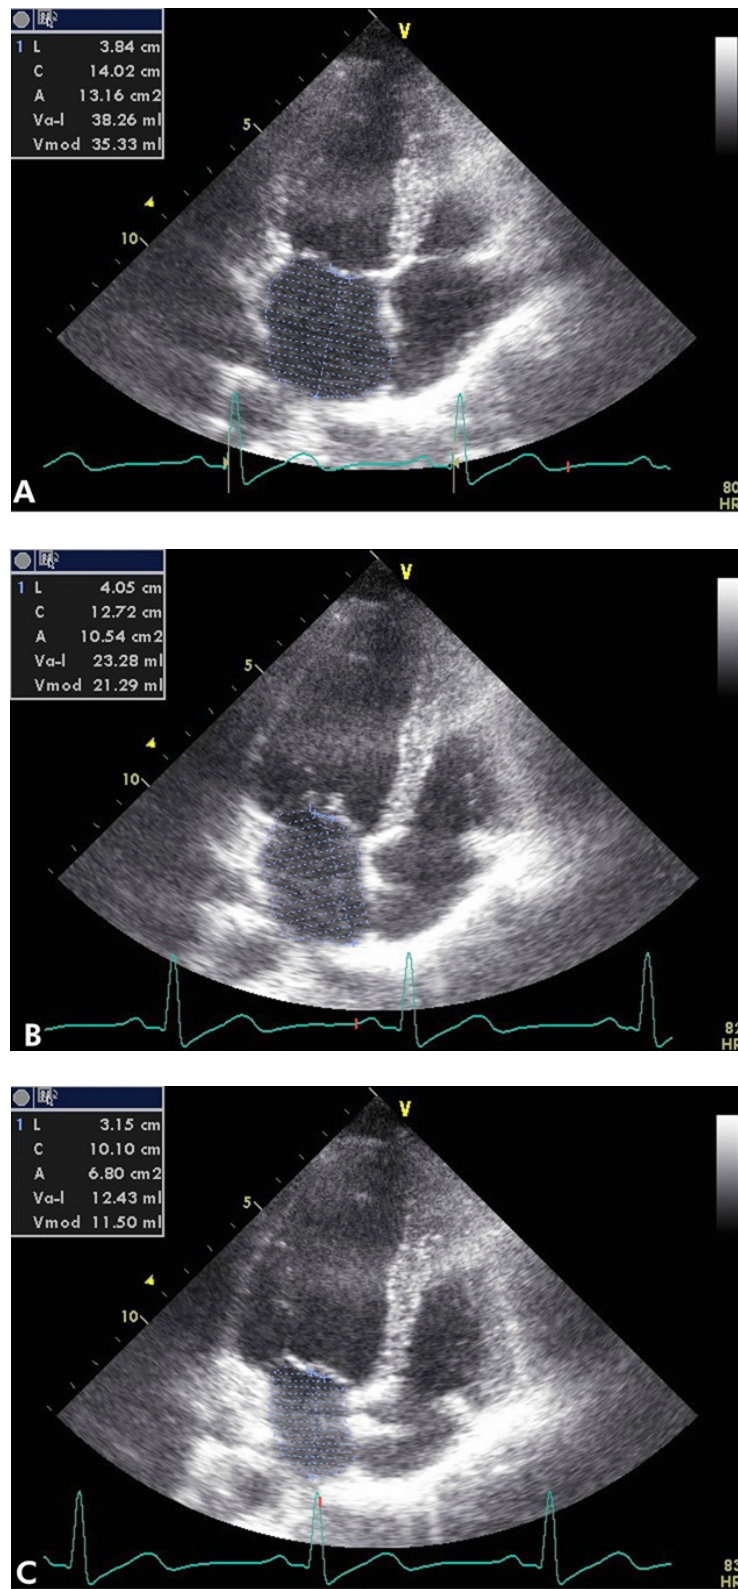 V
1 L 3.84 cm
C 14.02 cm
A 13.16 cm2
Va-l 38.26 ml
Vmod 35.33 ml
5
10
80
HR
A
V
1 L 4.05 cm
C 12.72 cm
A 10.54 cm2
Va-l 23.28 ml
Vmod 21.29 ml
5
10
82
HR
B
V
1 L 3.15 cm
C 10.10 cm
A 6.80 cm2
Va-l 12.43 ml
Vmod 11.50 ml
5
10
83
HR
C